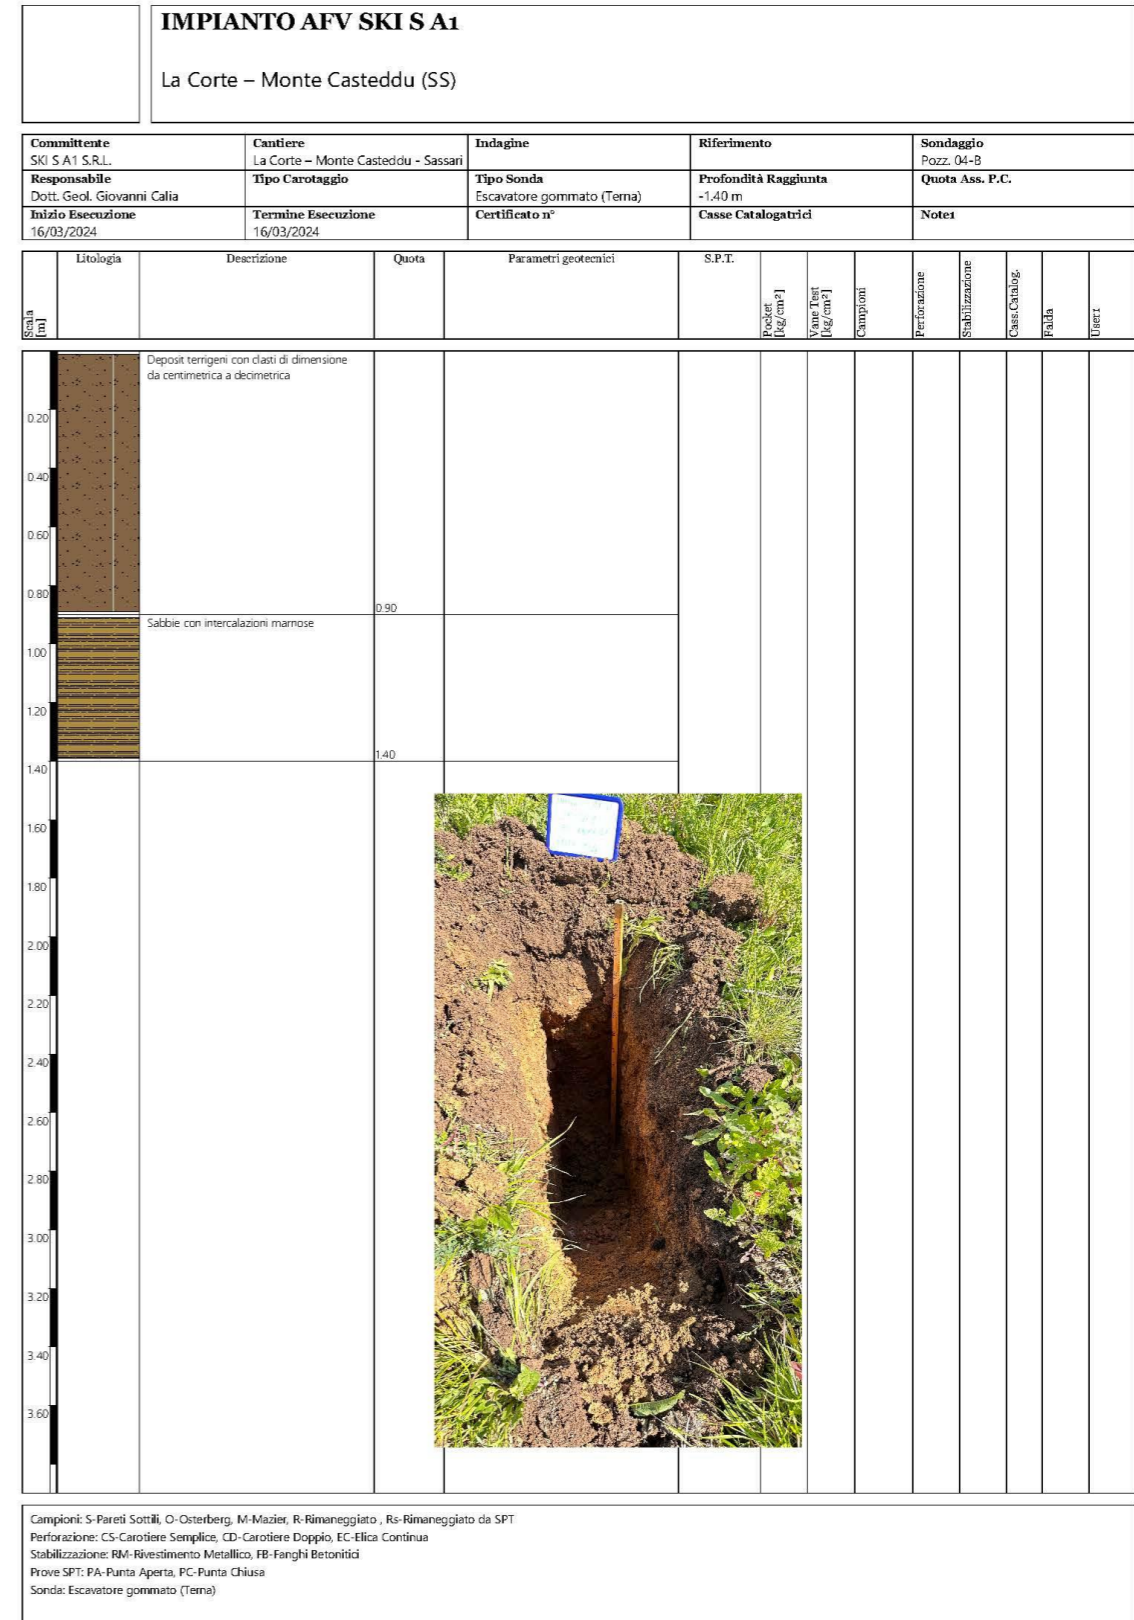 IMPIANTO AFV SKI S A1
La Corte – Monte Casteddu (SS)
Committente
SKI S A1 S.R.L.
Cantiere
La Corte – Monte Casteddu - Sassari
Indagine
Riferimento
Sondaggio
Pozz. 04-B
Responsabile
Dott. Geol. Giovanni Calia
Tipo Carotaggio
Tipo Sonda
Escavatore gommato (Terna)
Profondità Raggiunta
-1.40 m
Quota Ass. P.C.
Inizio Esecuzione
16/03/2024
Termine Esecuzione
16/03/2024
Certificato n°
Casse Catalogatrici
Note1
Scala
[m]
Litologia
Descrizione
Quota
Parametri geotecnici
S.P.T.
Pocket
[kg/cm²]
Vane Test
[kg/cm²]
Campioni
Perforazione
Stabilizzazione
Cass.Catalog.
Falda
User1
Deposit terrigeni con clasti di dimensione
da centimetrica a decimetrica
0.20
0.40
0.60
0.80
0.90
Sabbie con intercalazioni marnose
1.00
1.20
1.40
1.40
1.60
1.80
2.00
2.20
2.40
2.60
2.80
3.00
3.20
3.40
3.60
Campioni: S-Pareti Sottili, O-Osterberg, M-Mazier, R-Rimaneggiato , Rs-Rimaneggiato da SPT
Perforazione: CS-Carotiere Semplice, CD-Carotiere Doppio, EC-Elica Continua
Stabilizzazione: RM-Rivestimento Metallico, FB-Fanghi Betonitici
Prove SPT: PA-Punta Aperta, PC-Punta Chiusa
Sonda: Escavatore gommato (Terna)